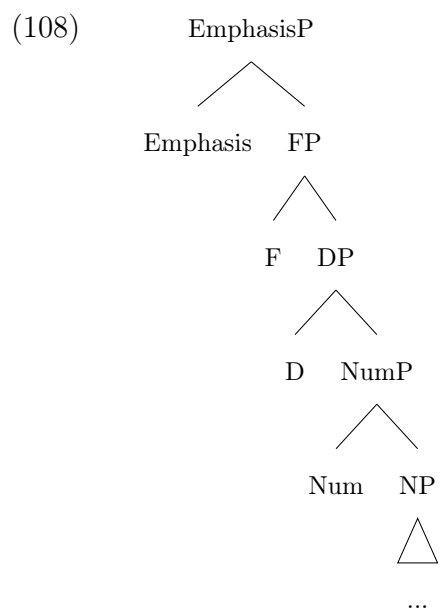 (108) EmphasisP
Emphasis FP
F DP
D NumP
Num NP
...